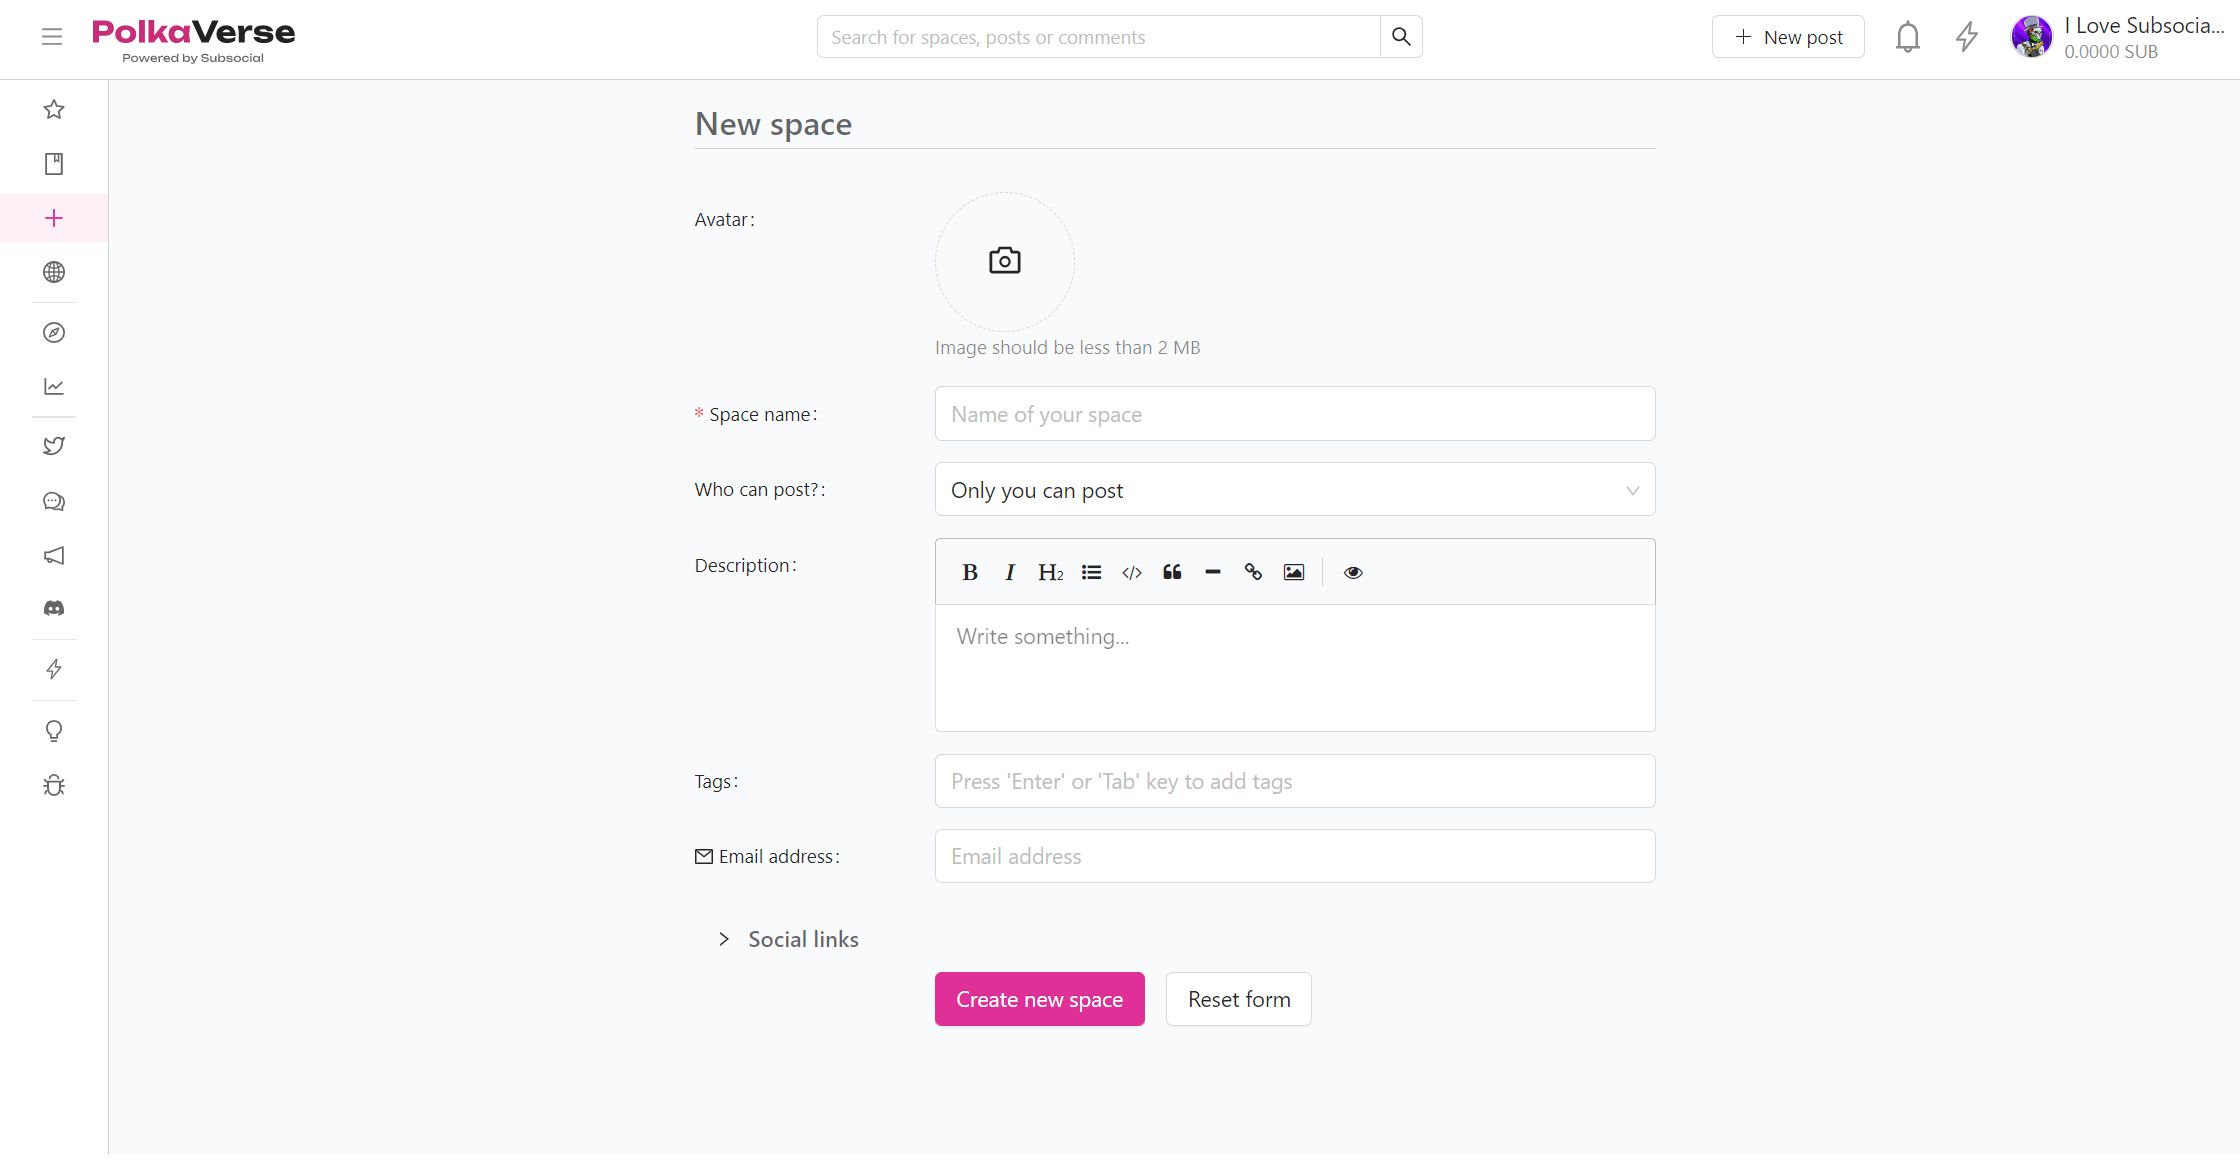 PolkaVerse
Powered by Subsocial
Search for spaces, posts or comments
New post
I Love Subsocia...
0.0000 SUB
New space
Avatar:
Image should be less than 2 MB
* Space name:
Name of your space
Who can post?:
Only you can post
Description:
B I H2
Write something...
Tags:
Press 'Enter' or 'Tab' key to add tags
Email address:
Email address
Social links
Create new space
Reset form